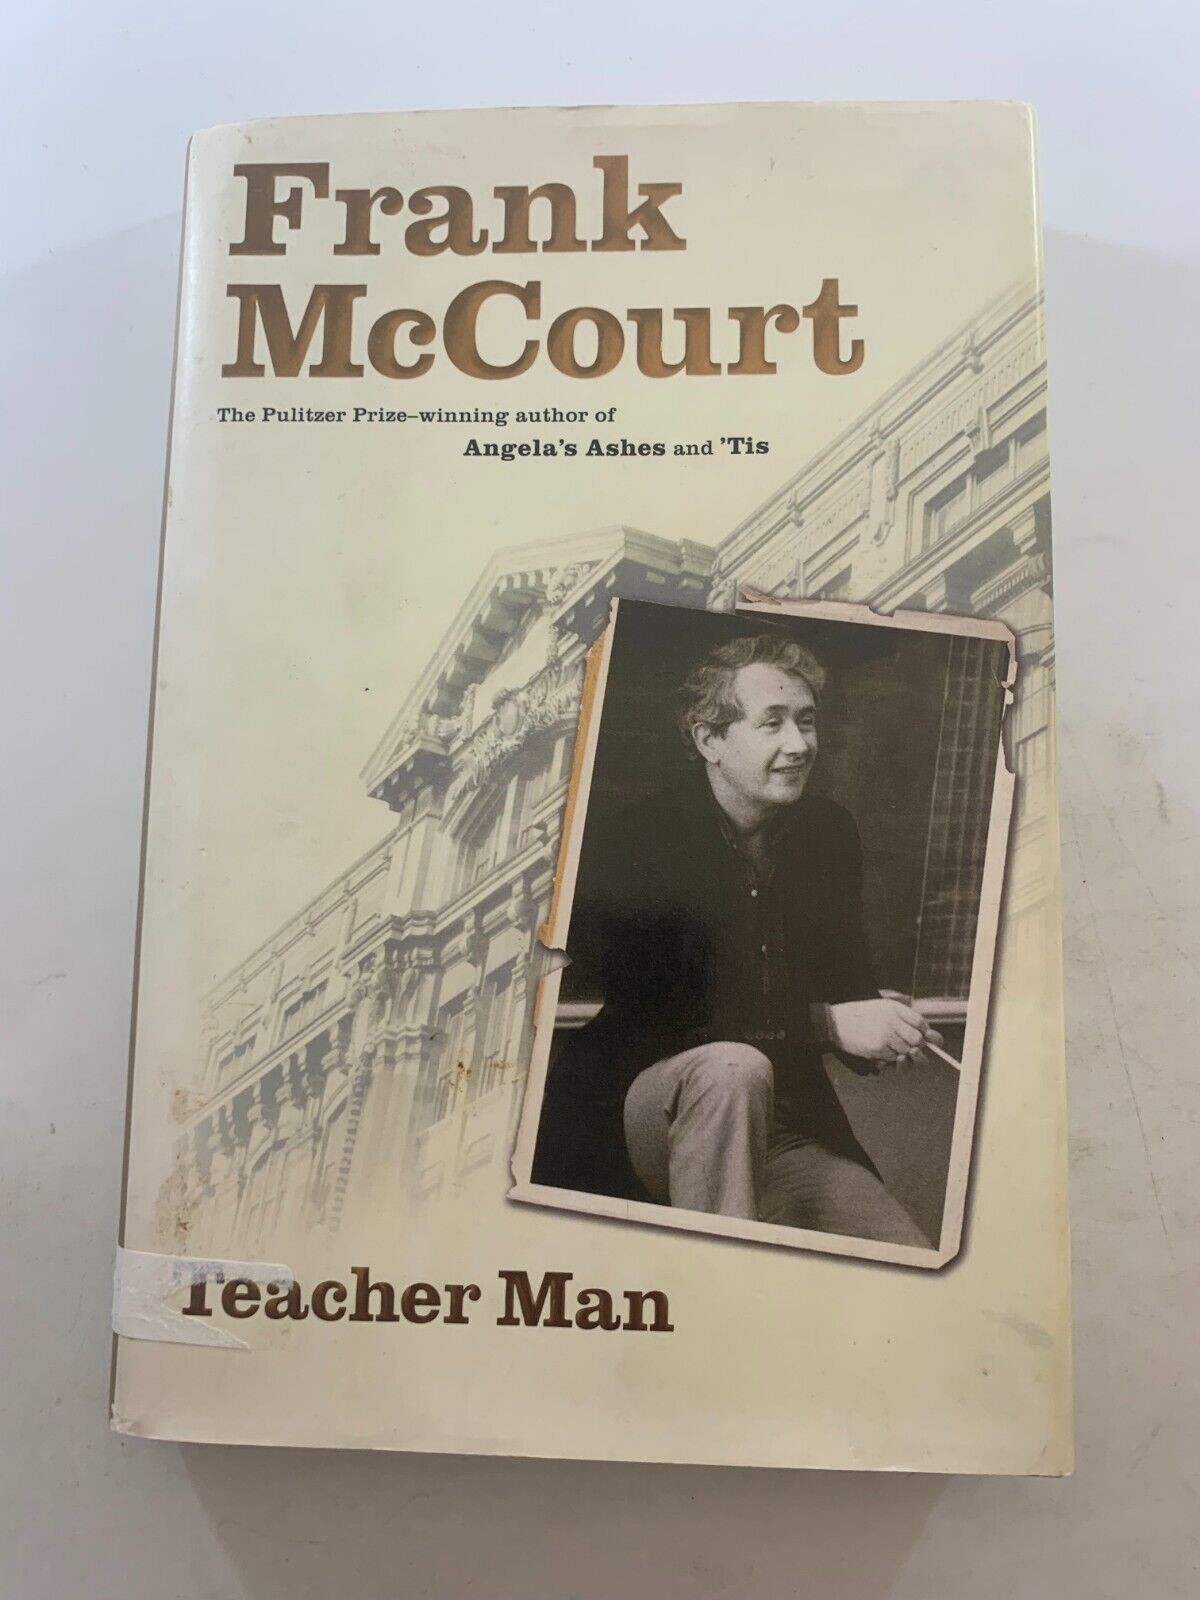 Frank
McCourt
The Pulitzer Prize–winning author of
Angela's Ashes and 'Tis
Teacher Man